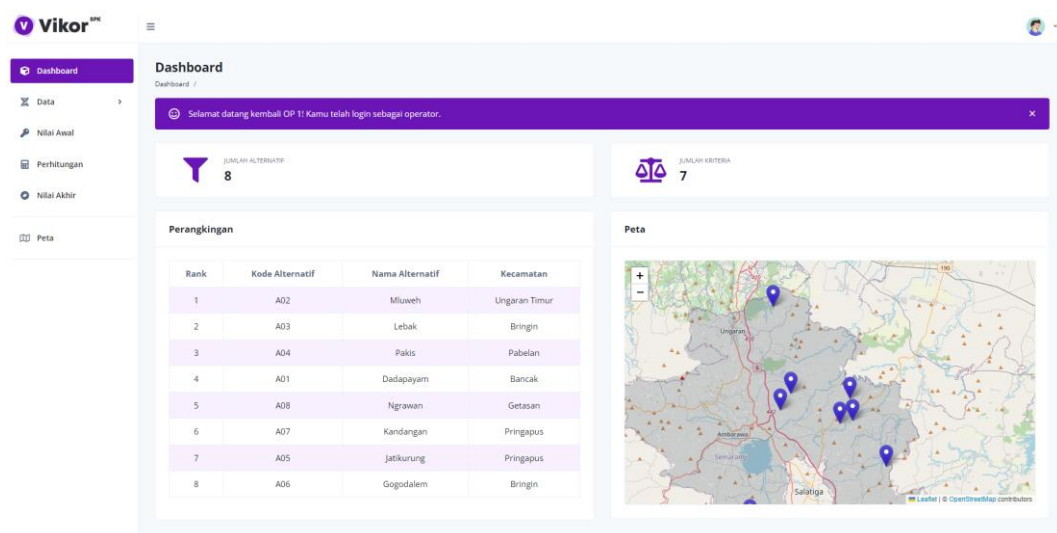 V Vikor SPK
Dashboard
Data
Nilai Awal
Perhitungan
Nilai Akhir
Peta
Dashboard
Dashboard /
Selamat datang kembali OP 1! Kamu telah login sebagai operator.
JUMLAH ALTERNATIF
8
JUMLAH KRITERIA
7
Perangkingan
Rank Kode Alternatif Nama Alternatif Kecamatan
1 A02 Mluweh Ungaran Timur
2 A03 Lebak Bringin
3 A04 Pakis Pabelan
4 A01 Dadapayam Bancak
5 A08 Ngrawan Getasan
6 A07 Kandangan Pringapus
7 A05 Jatikurung Pringapus
8 A06 Gogodalem Bringin
Peta
+
−
190
Ungaran
Ambarawa
Semarang
Salatiga
Leaflet | © OpenStreetMap contributors